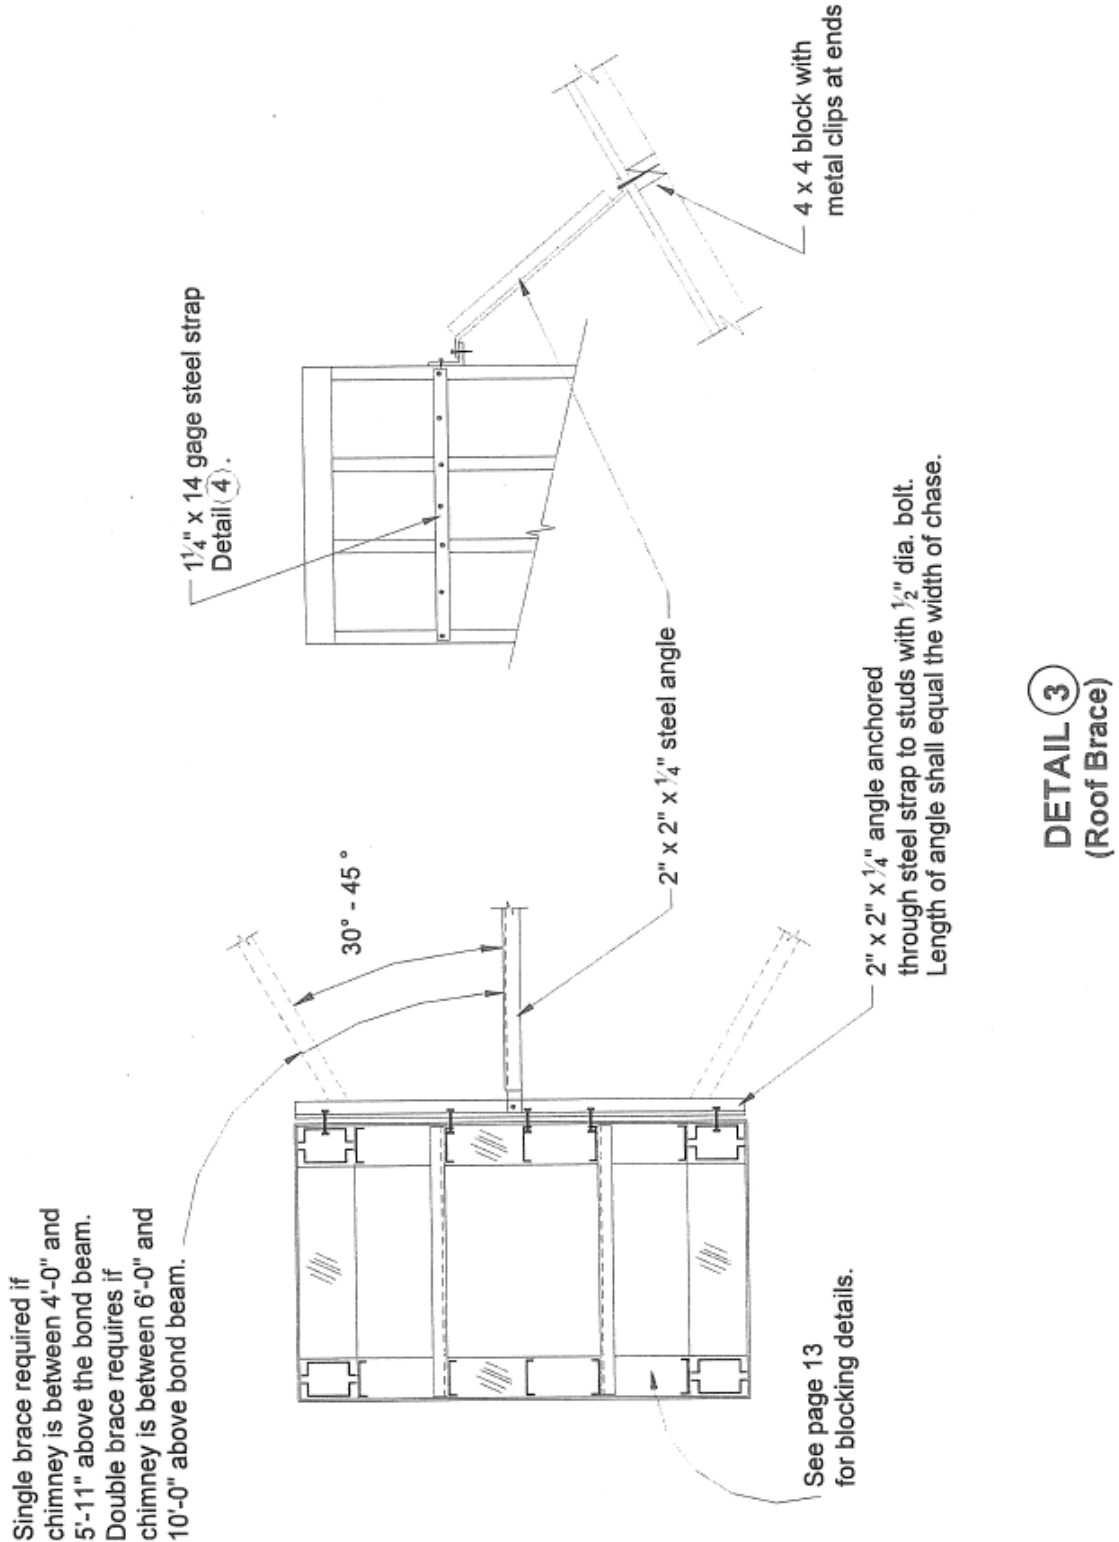 Single brace required if
chimney is between 4'-0" and
5'-11" above the bond beam.
Double brace requires if
chimney is between 6'-0" and
10'-0" above bond beam.
30° - 45 °
1¼" x 14 gage steel strap
Detail 4 .
4 x 4 block with
metal clips at ends
2" x 2" x ¼" steel angle
2" x 2" x ¼" angle anchored
through steel strap to studs with ½" dia. bolt.
Length of angle shall equal the width of chase.
See page 13
for blocking details.
DETAIL 3
(Roof Brace)